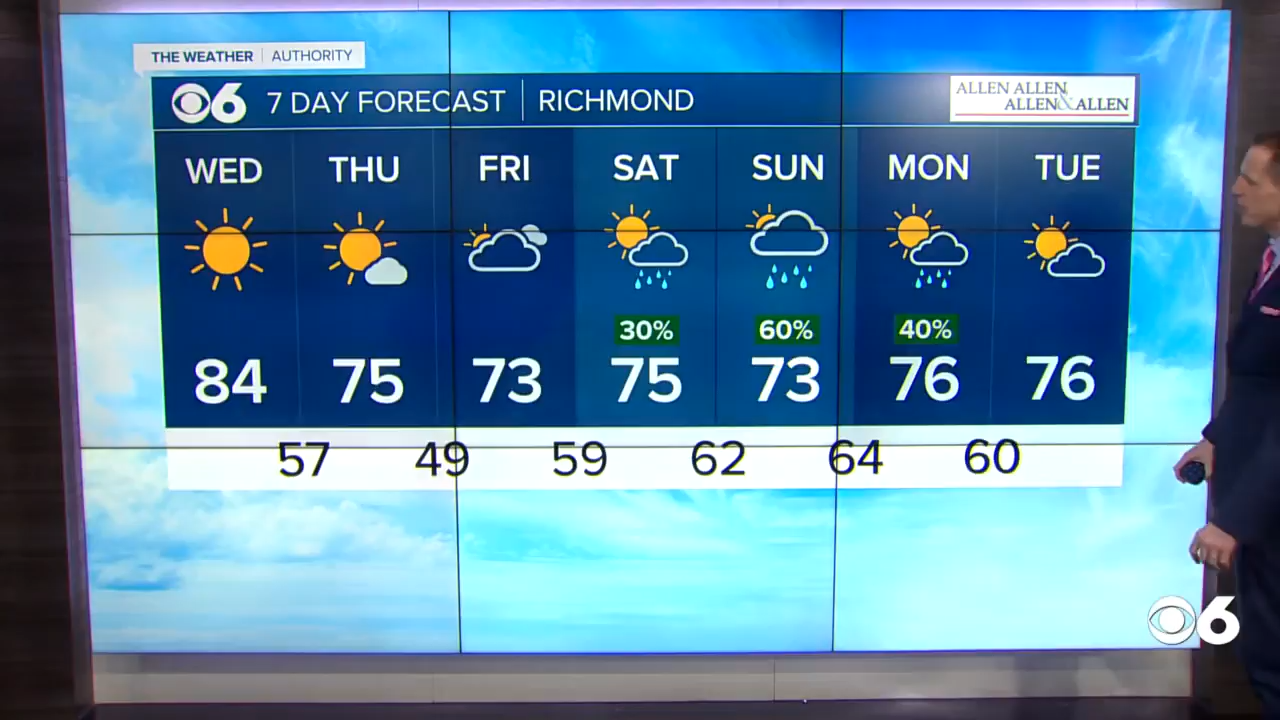 THE WEATHER | AUTHORITY
6 7 DAY FORECAST | RICHMOND
ALLEN ALLEN
ALLEN & ALLEN
WED THU FRI SAT SUN MON TUE
30% 60% 40%
84 75 73 75 73 76 76
57 49 59 62 64 60
6